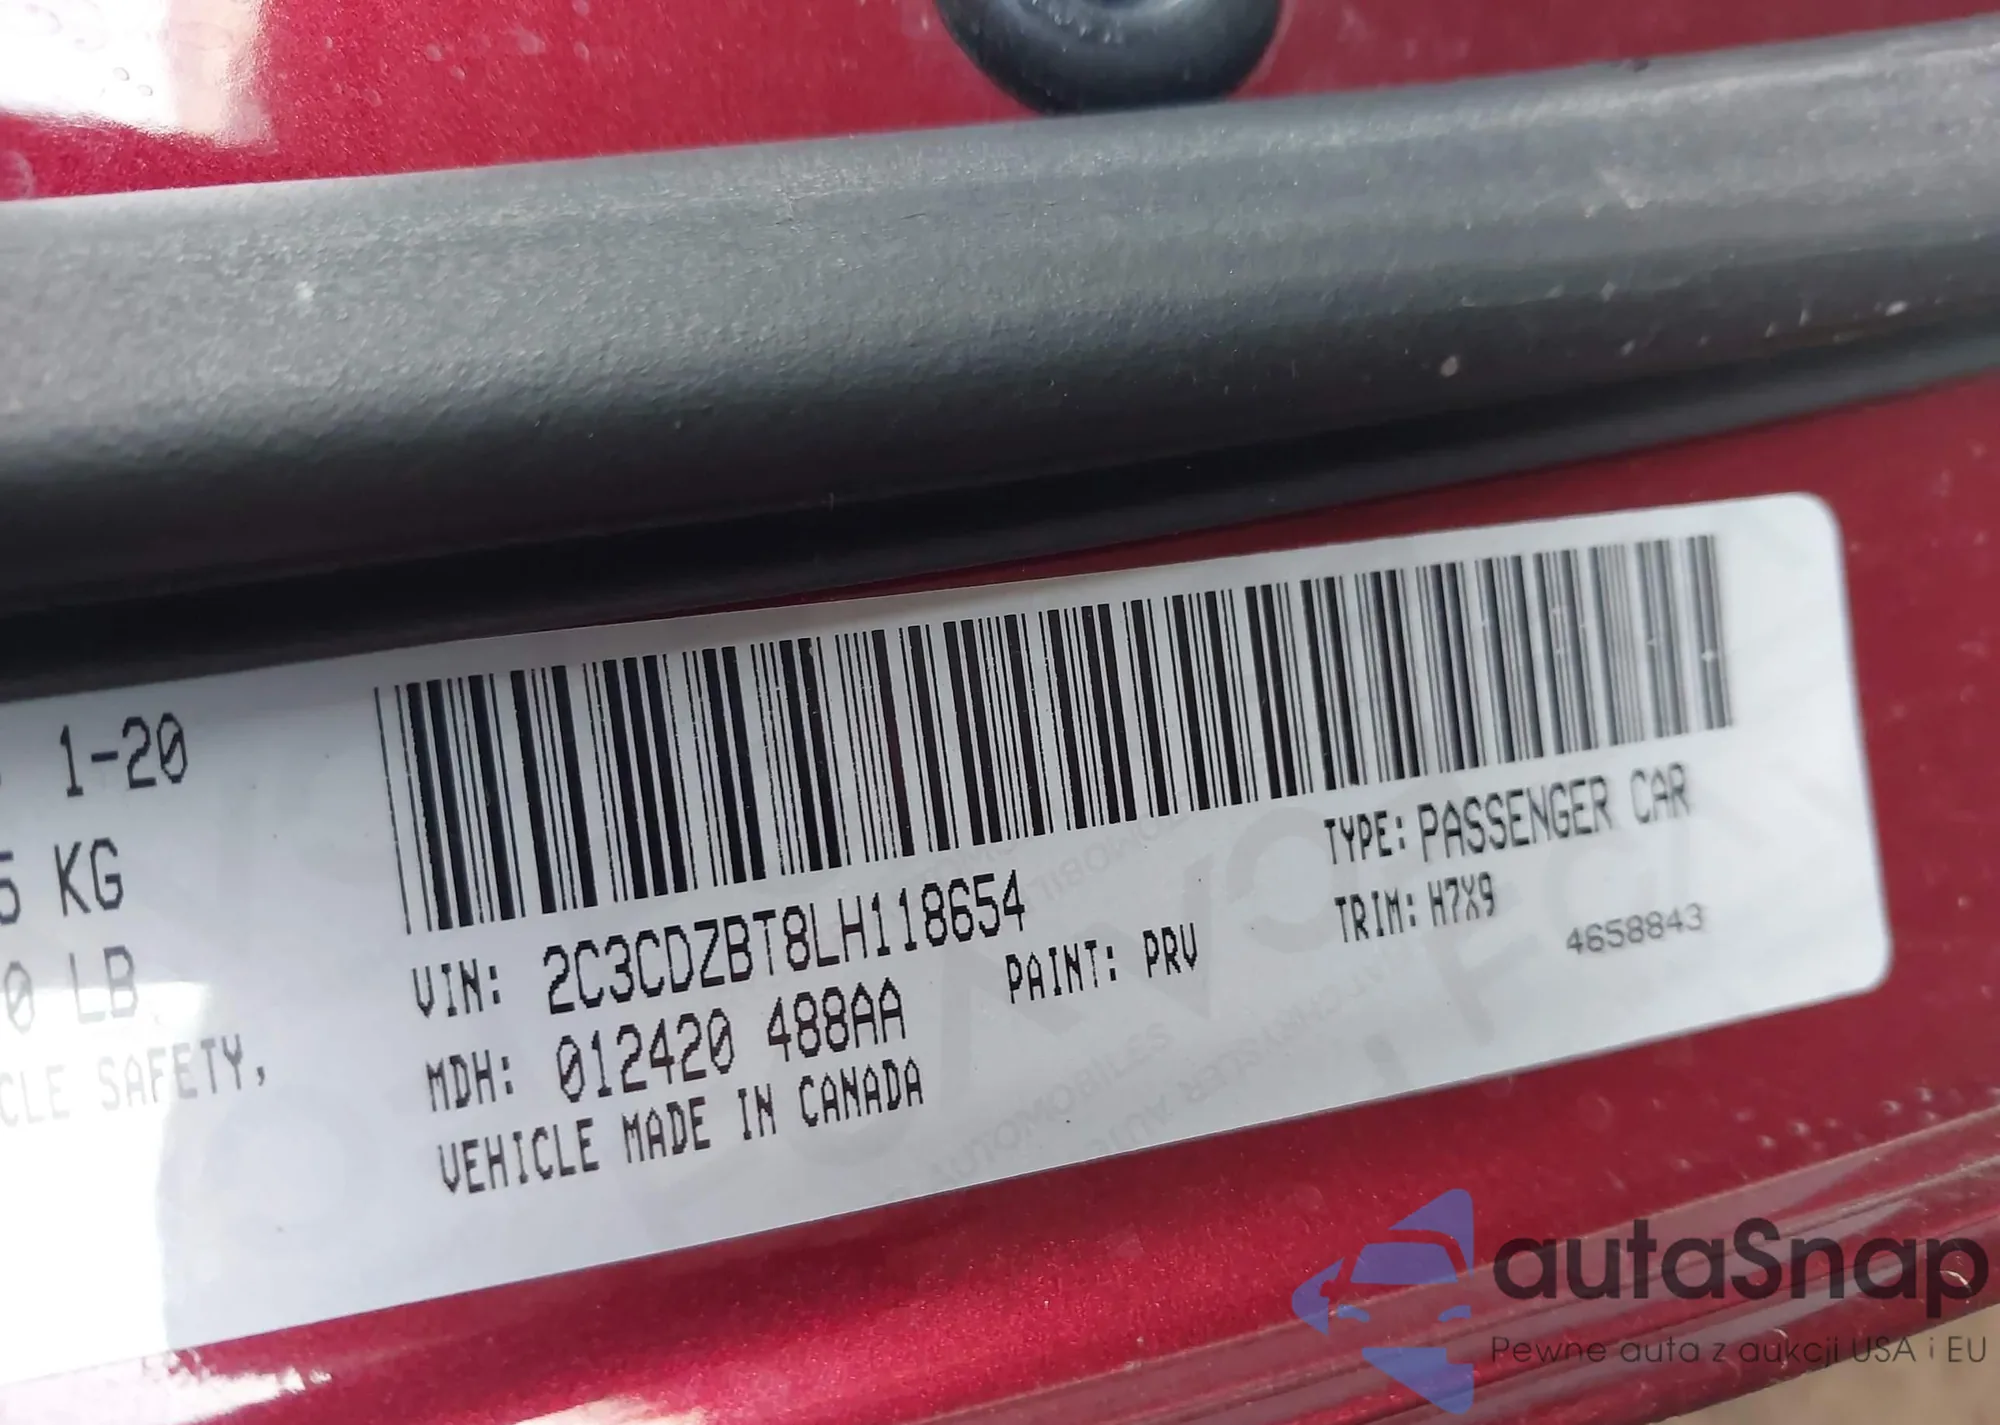 1-20
5 KG
0 LB
CLE SAFETY,
VIN: 2C3CDZBT8LH118654
MDH: 012420 488AA
VEHICLE MADE IN CANADA
PAINT: PRV
TYPE: PASSENGER CAR
TRIM: H7X9
4658843
autaSnap
Pewne auta z aukcji USA i EU